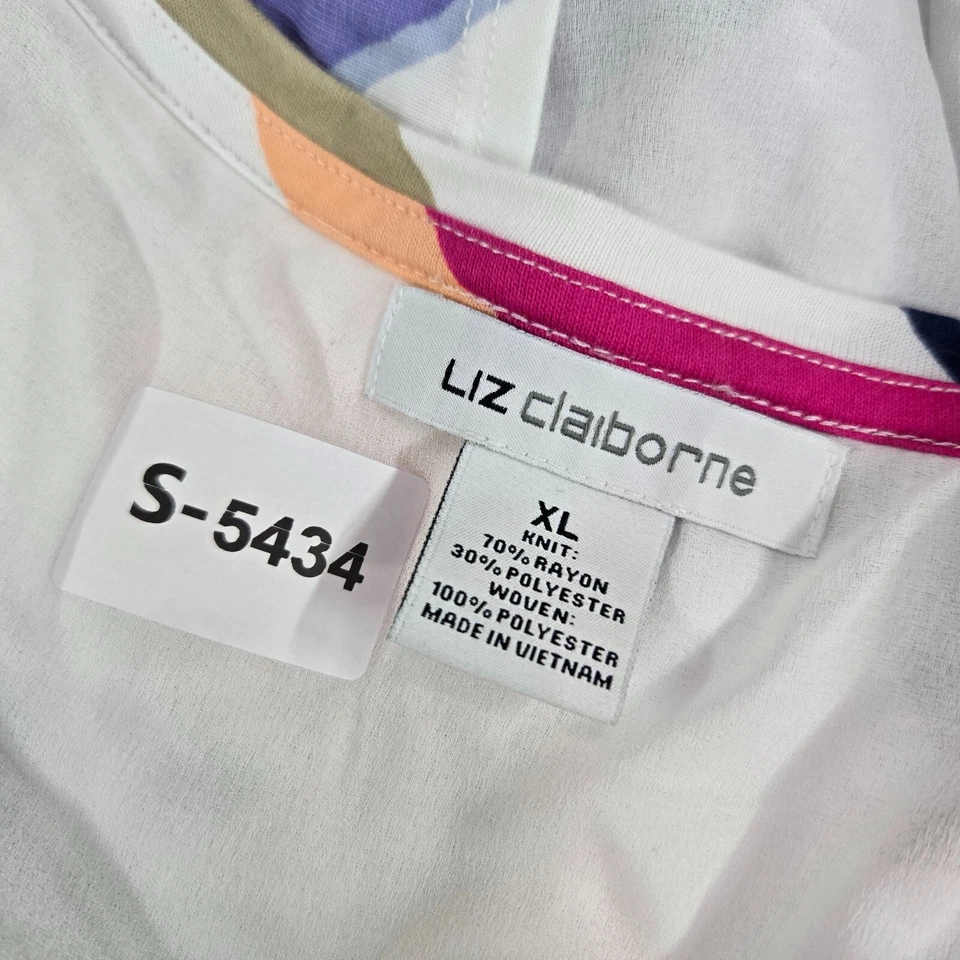 LIZ claiborne
S-5434
XL
KNIT:
70% RAYON
30% POLYESTER
WOVEN:
100% POLYESTER
MADE IN VIETNAM